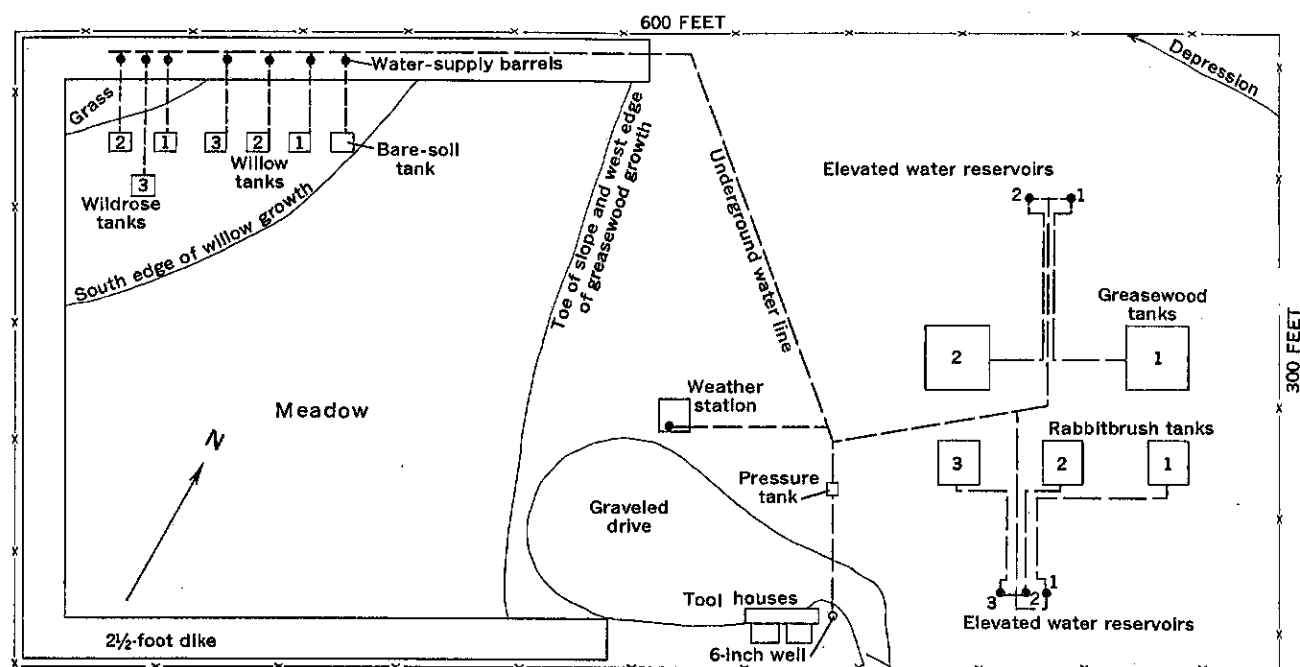 600 FEET
Depression
Water-supply barrels
Grass
2
1
3
2
1
Willow
tanks
Bare-soil
tank
3
Wildrose
tanks
South edge of willow growth
Toe of slope and west edge
of greasewood growth
Underground water line
Elevated water reservoirs
2
1
Greasewood
tanks
2
1
300 FEET
Weather
station
Meadow
N
Rabbitbrush tanks
3
2
1
Pressure
tank
Graveled
drive
Tool houses
6-inch well
3
2
1
Elevated water reservoirs
2½-foot dike